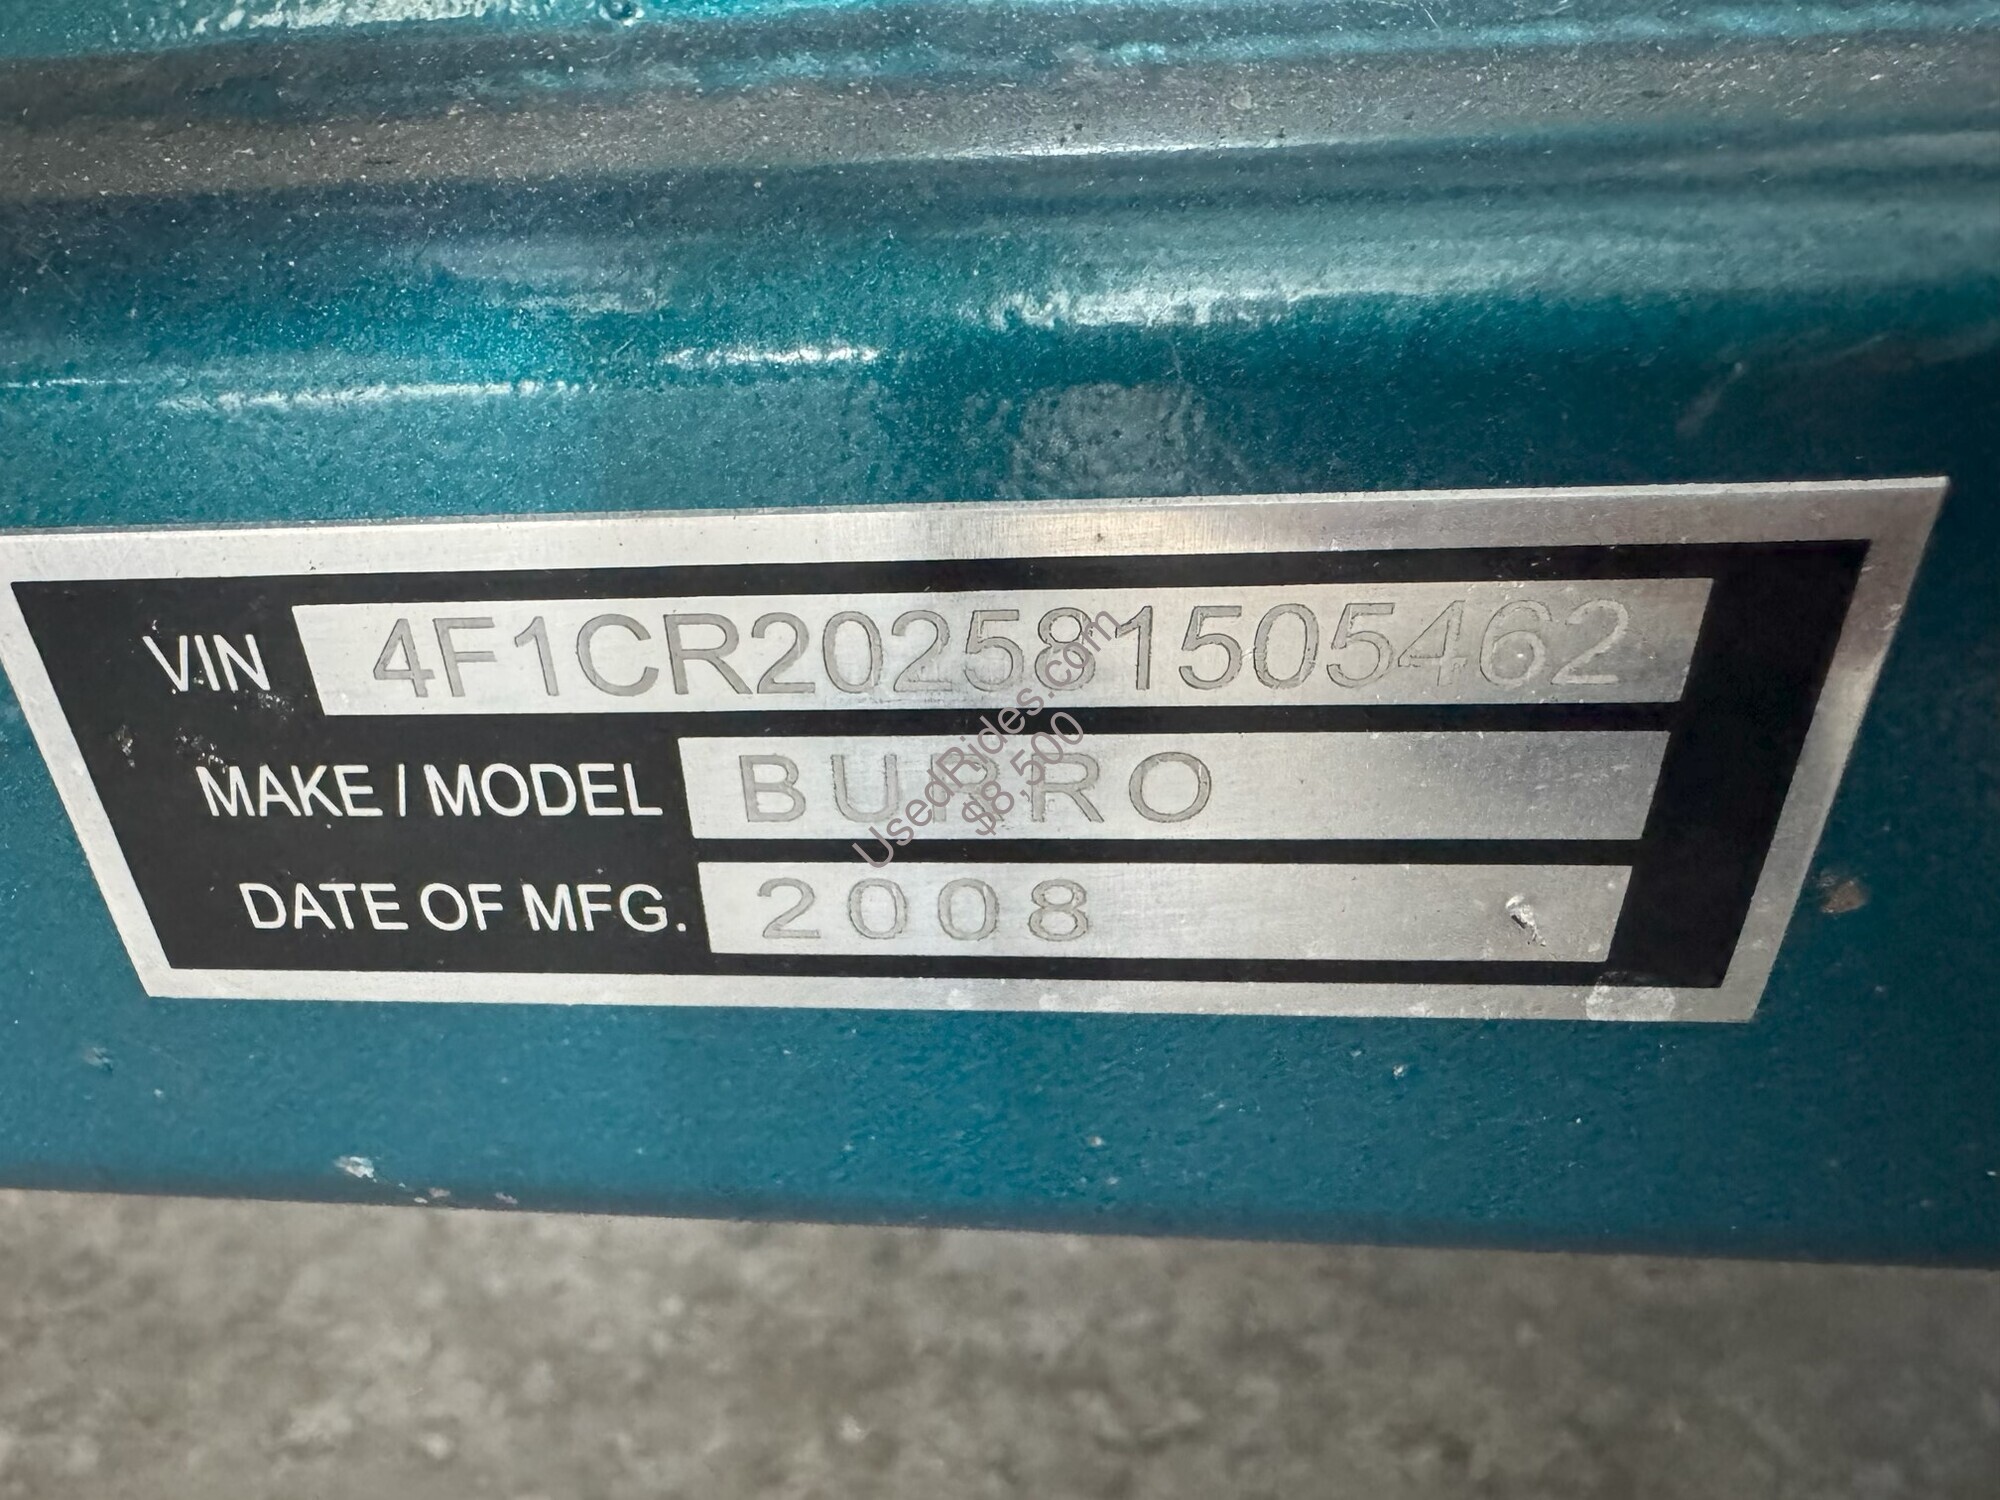 VIN 4F1CR202581505462
MAKE / MODEL BURRO
DATE OF MFG. 2008
UsedRides.com
$8,500